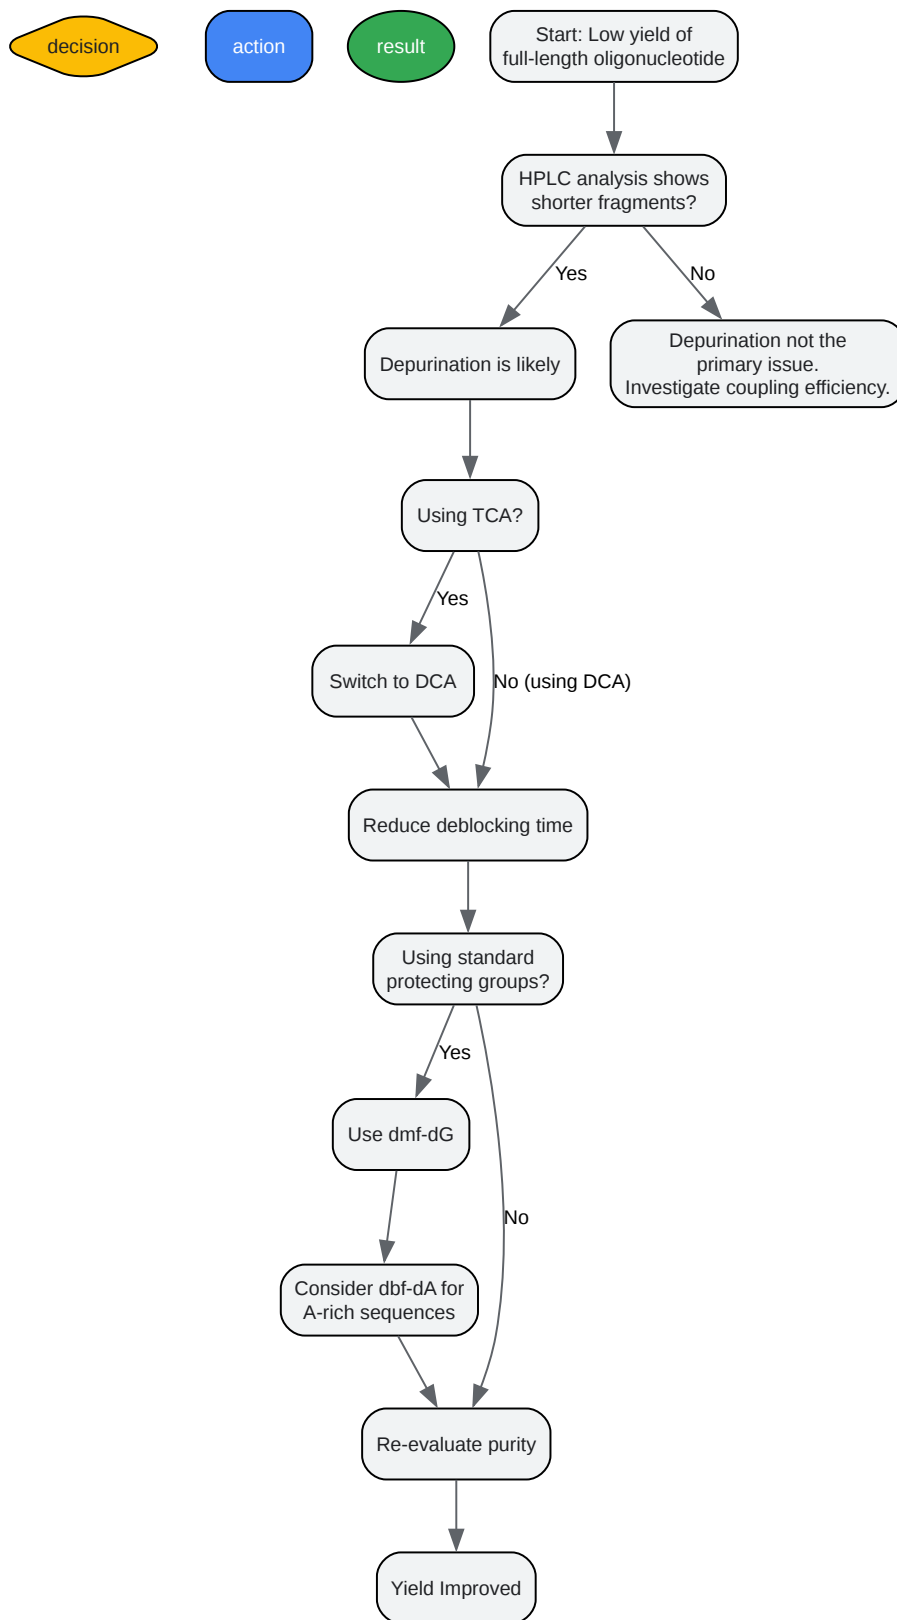 decision
action
result
Start: Low yield of
full-length oligonucleotide
HPLC analysis shows
shorter fragments?
Yes
No
Depurination is likely
Depurination not the
primary issue.
Investigate coupling efficiency.
Using TCA?
Yes
Switch to DCA
No (using DCA)
Reduce deblocking time
Using standard
protecting groups?
Yes
Use dmf-dG
No
Consider dbf-dA for
A-rich sequences
Re-evaluate purity
Yield Improved